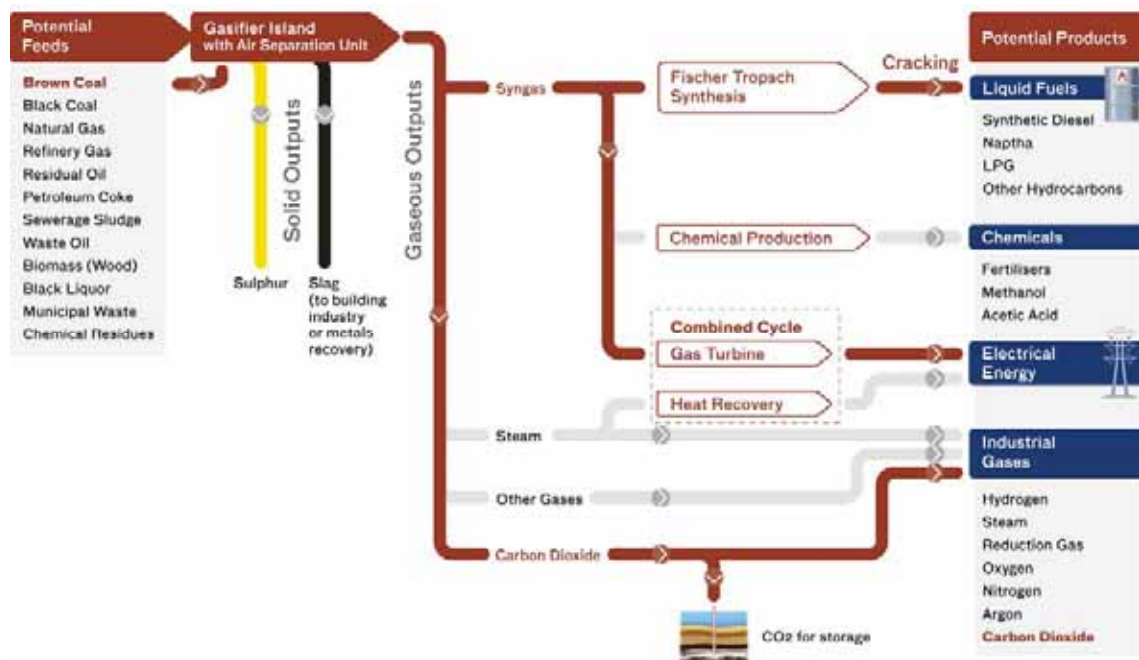 Potential
Feeds
Brown Coal
Black Coal
Natural Gas
Refinery Gas
Residual Oil
Petroleum Coke
Sewerage Sludge
Waste Oil
Biomass (Wood)
Black Liquor
Municipal Waste
Chemical Residues
Gasifier Island
with Air Separation Unit
Solid Outputs
Sulphur
Slag
(to building
industry
or metals
recovery)
Gaseous Outputs
Syngas
Fischer Tropsch
Synthesis
Cracking
Chemical Production
Combined Cycle
Gas Turbine
Heat Recovery
Steam
Other Gases
Carbon Dioxide
CO2 for storage
Potential Products
Liquid Fuels
Synthetic Diesel
Naptha
LPG
Other Hydrocarbons
Chemicals
Fertilisers
Methanol
Acetic Acid
Electrical
Energy
Industrial
Gases
Hydrogen
Steam
Reduction Gas
Oxygen
Nitrogen
Argon
Carbon Dioxide